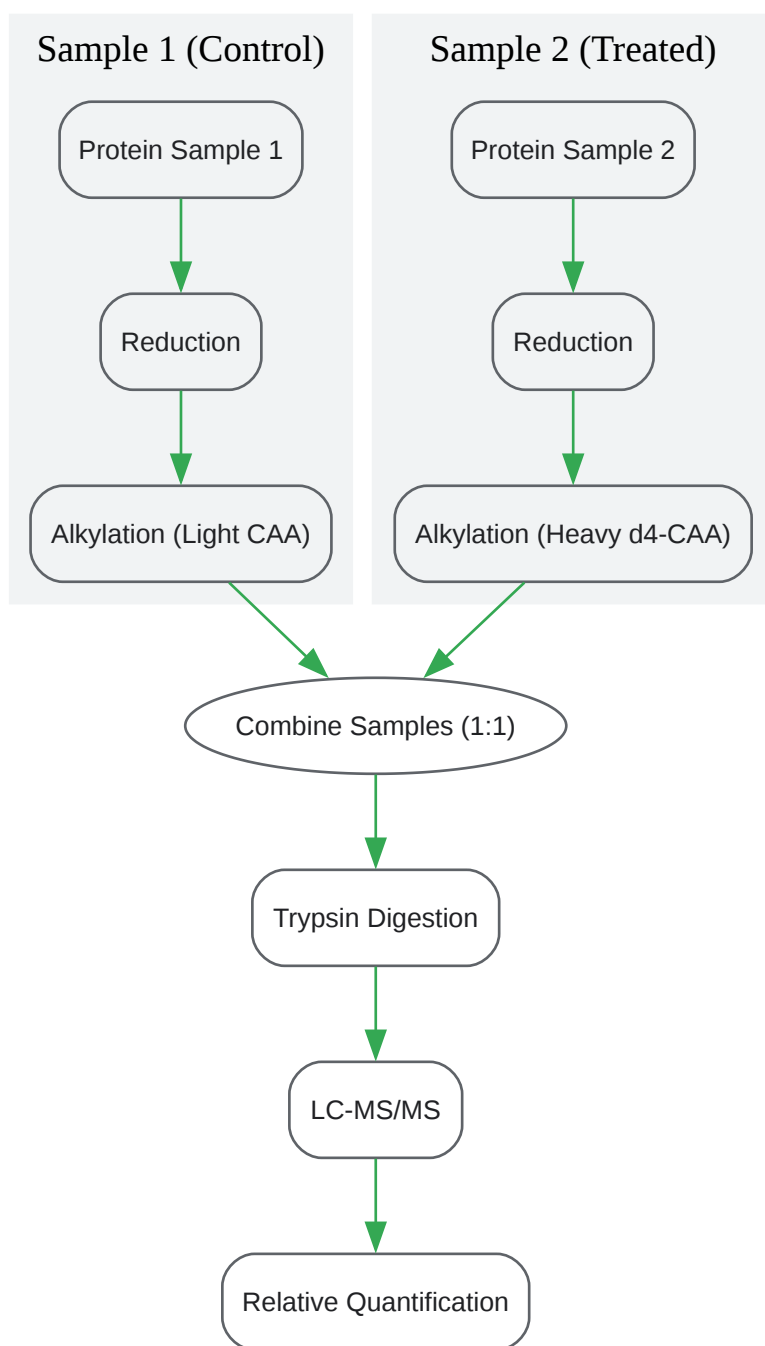 Sample 1 (Control)
Sample 2 (Treated)
Protein Sample 1
Protein Sample 2
Reduction
Reduction
Alkylation (Light CAA)
Alkylation (Heavy d4-CAA)
Combine Samples (1:1)
Trypsin Digestion
LC-MS/MS
Relative Quantification